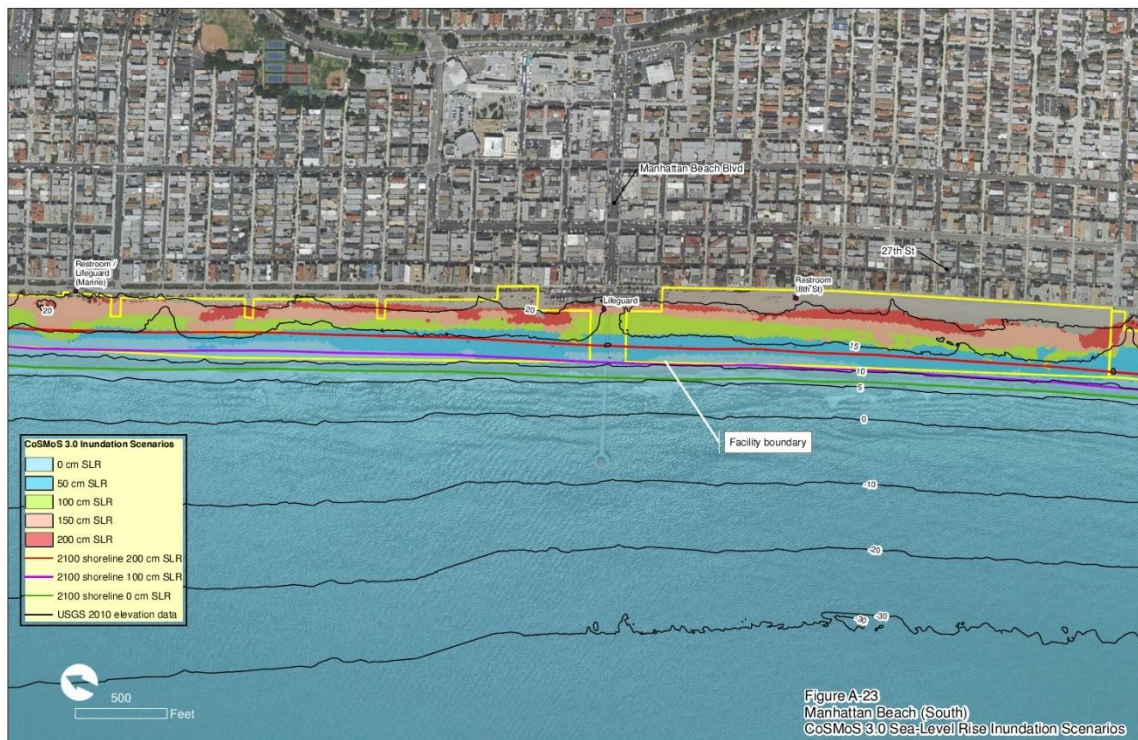 Manhattan Beach Blvd
27th St
Restroom /
Lifeguard
(Marine)
Restroom
(8th St)
Lifeguard
20
20
15
10
5
0
Facility boundary
-10
-20
-30
-30
CoSMoS 3.0 Inundation Scenarios
0 cm SLR
50 cm SLR
100 cm SLR
150 cm SLR
200 cm SLR
2100 shoreline 200 cm SLR
2100 shoreline 100 cm SLR
2100 shoreline 0 cm SLR
USGS 2010 elevation data
500
Feet
Figure A-23
Manhattan Beach (South)
CoSMoS 3.0 Sea-Level Rise Inundation Scenarios